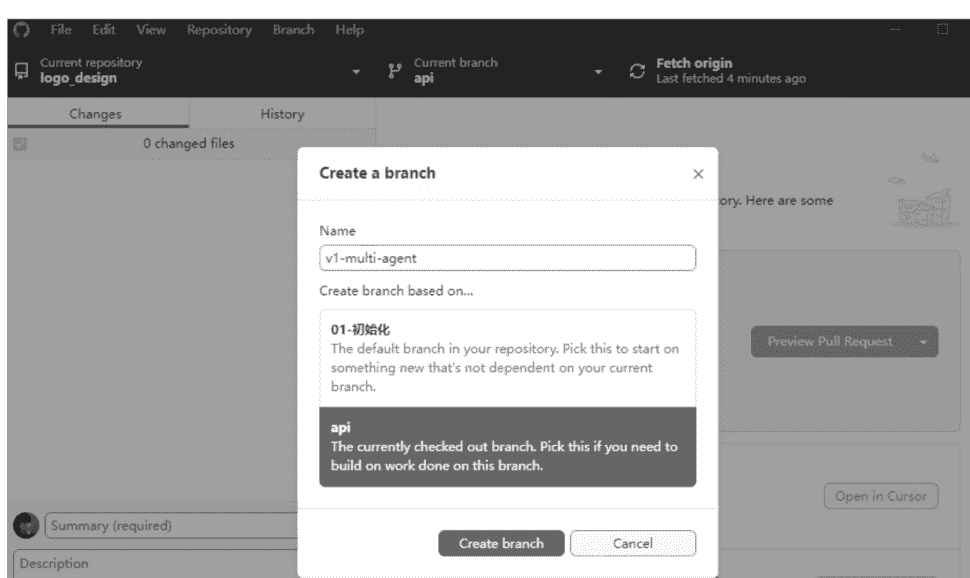 File Edit View Repository Branch Help
Current repository
logo_design
Current branch
api
Fetch origin
Last fetched 4 minutes ago
Changes History
0 changed files
Create a branch
ory. Here are some
Name
v1-multi-agent
Create branch based on...
01-初始化
The default branch in your repository. Pick this to start on
something new that's not dependent on your current
branch.
Preview Pull Request
api
The currently checked out branch. Pick this if you need to
build on work done on this branch.
Open in Cursor
Summary (required)
Create branch Cancel
Description